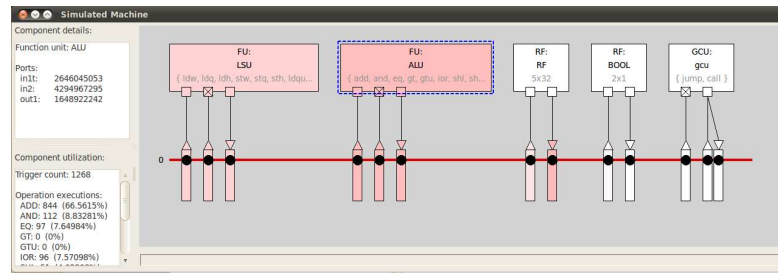 Simulated Machine
Component details:
Function unit: ALU
Ports:
in1t: 2646045053
in2: 4294967295
out1: 1648922242
Component utilization:
Trigger count: 1268
Operation executions:
ADD: 844 (66.5615%)
AND: 112 (8.83281%)
EQ: 97 (7.64984%)
GT: 0 (0%)
GTU: 0 (0%)
IOR: 96 (7.57098%)
FU:
LSU
{ ldw, ldq, ldh, stw, stq, sth, ldqu...
FU:
ALU
{ add, and, eq, gt, gtu, ior, shl, sh...
RF:
RF
5x32
RF:
BOOL
2x1
GCU:
gcu
{ jump, call }
0